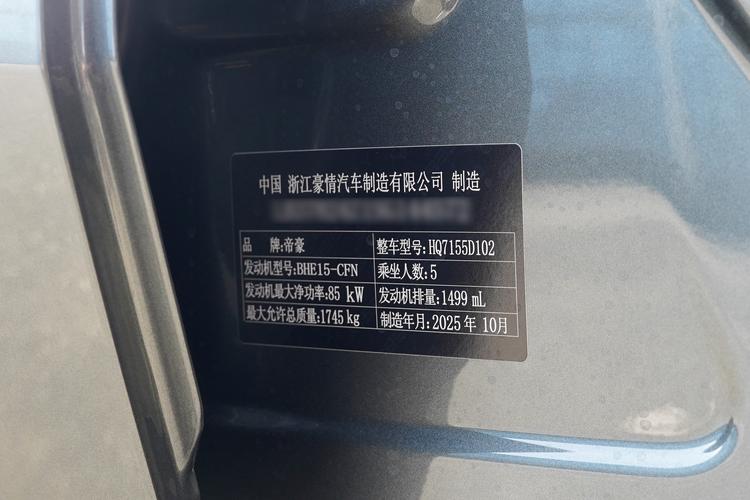 中国 浙江豪情汽车制造有限公司 制造
品 牌:帝豪 整车型号:HQ7155D102
发动机型号:BHE15-CFN 乘坐人数:5
发动机最大净功率:85 kW 发动机排量:1499 mL
最大允许总质量:1745 kg 制造年月:2025 年 10月